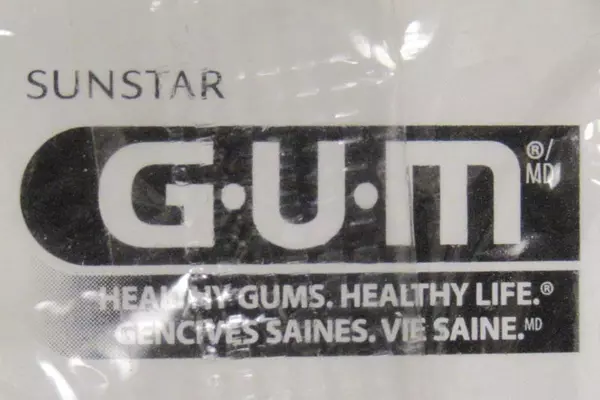 SUNSTAR
G·U·M ®/MD
HEALTHY GUMS. HEALTHY LIFE.®
GENCIVES SAINES. VIE SAINE.MD